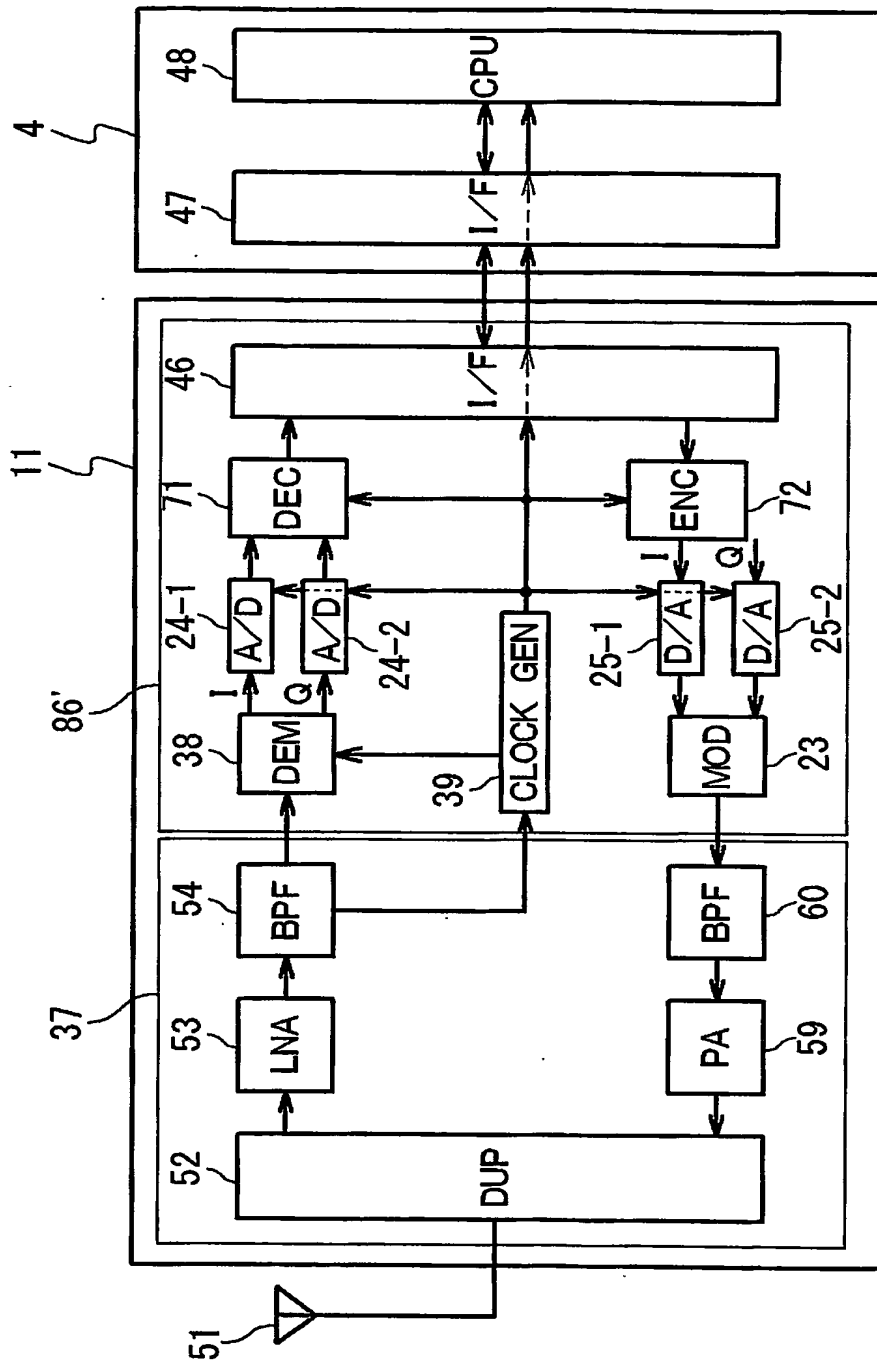 11
4
37
86'
51
52
DUP
53
LNA
54
BPF
38
DEM
I
Q
24-1
A/D
A/D
24-2
71
DEC
46
I/F
47
I/F
48
CPU
39
CLOCK GEN
59
PA
60
BPF
23
MOD
25-1
D/A
D/A
25-2
I
Q
ENC
72